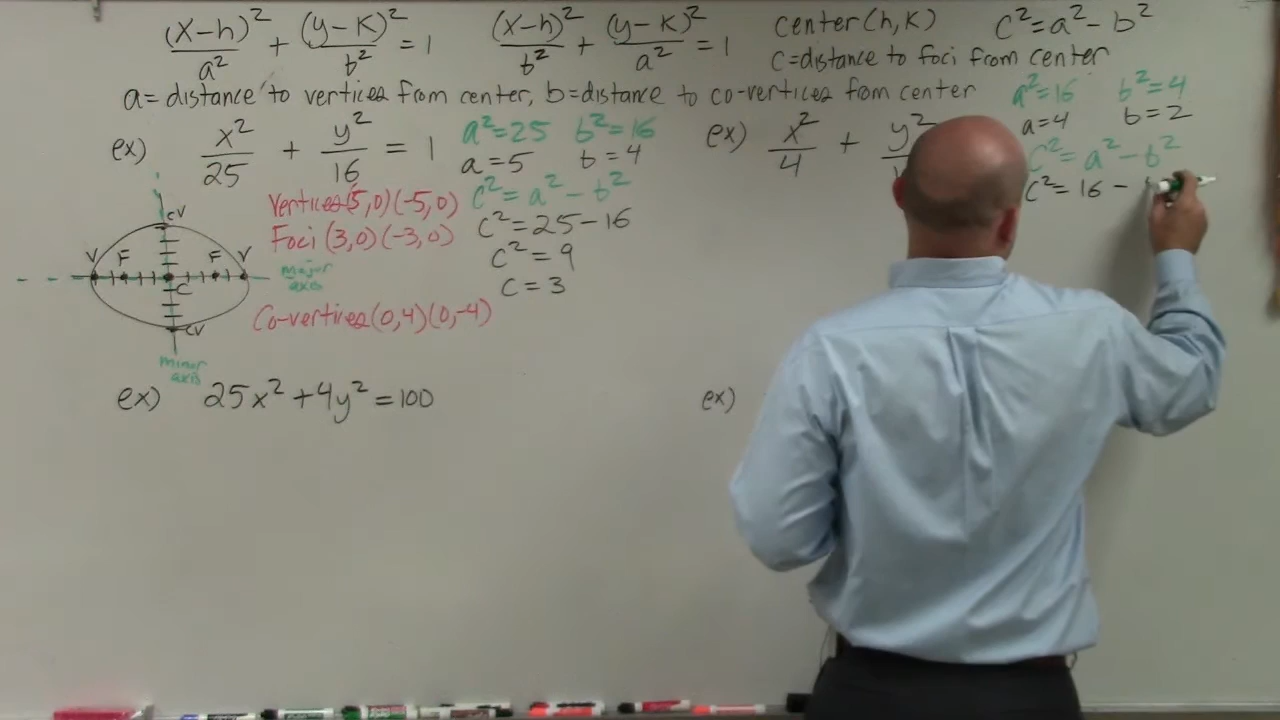 (x-h)²/a² + (y-k)²/b² = 1
(x-h)²/b² + (y-k)²/a² = 1
center (h,k)
c²=a²-b²
c=distance to foci from center
a= distance to vertices from center, b=distance to co-vertices from center
ex) x²/25 + y²/16 = 1
a²=25 b²=16
a=5 b=4
c²=a²-b²
c²=25-16
c²=9
c=3
Vertices(5,0)(-5,0)
Foci (3,0)(-3,0)
Co-vertices(0,4)(0,-4)
CV
V F F V
C
CV
major
axis
minor
axis
ex) x²/4 + y²
a²=16 b²=4
a=4 b=2
c²=a²-b²
c²=16-
ex) 25x²+4y²=100
ex)